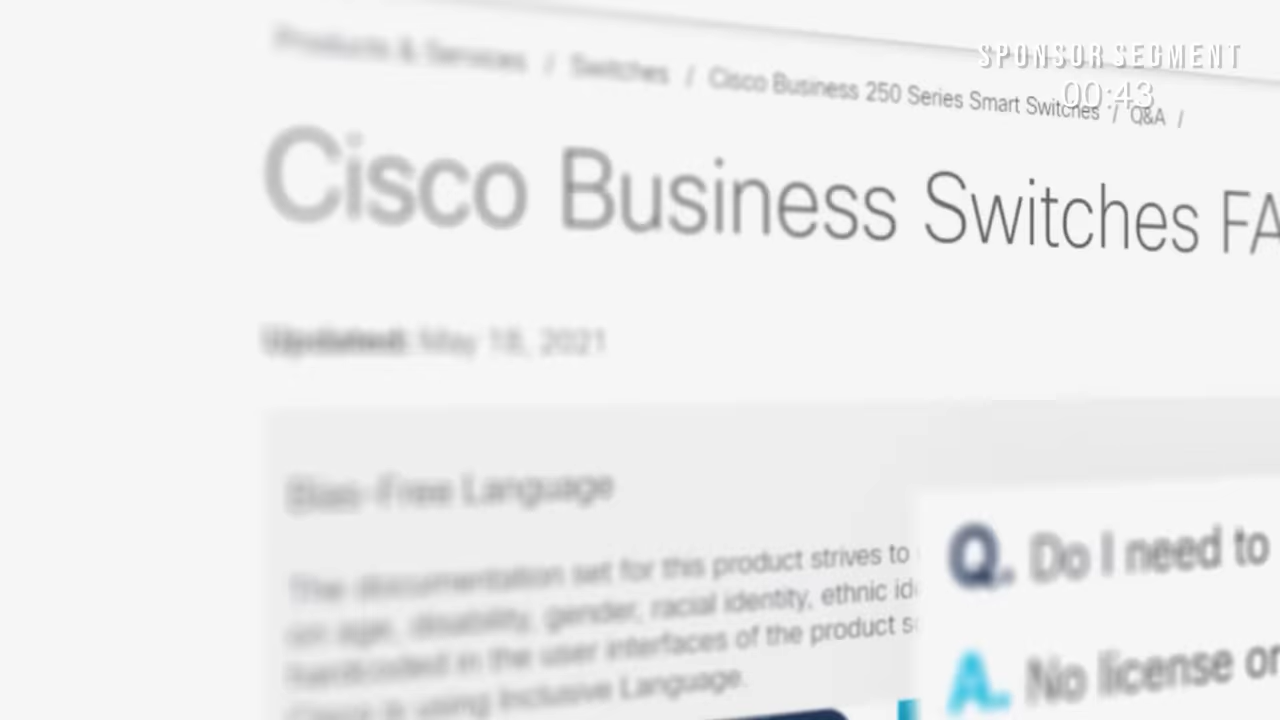 SPONSOR SEGMENT
00:43
Products & Services / Switches / Cisco Business 250 Series Smart Switches / Q&A /
Cisco Business Switches FA
Updated: May 18, 2021
Bias-Free Language
The documentation set for this product strives to
on age, disability, gender, racial identity, ethnic id
hardcoded in the user interfaces of the product s
Cisco is using Inclusive Language.
Q. Do I need to
A. No license or